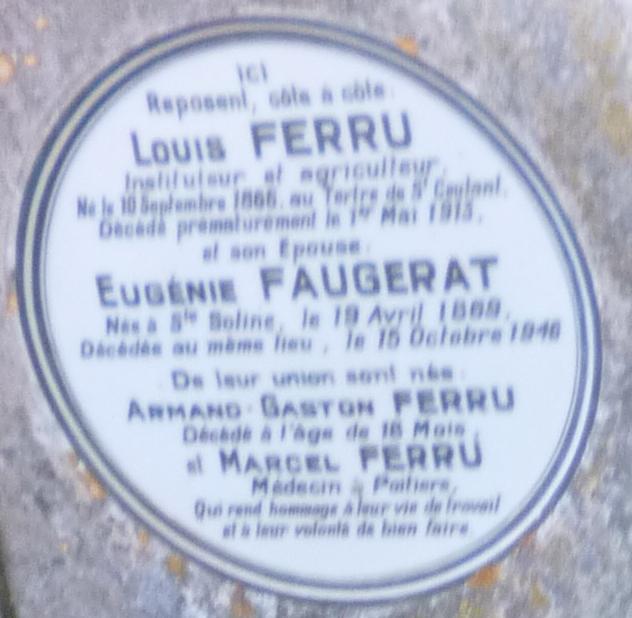 ICI
Reposent, côte à côte.
LOUIS FERRU
Instituteur et agriculteur.
Né le 10 Septembre 1866. au Tertre de St Coutant.
Décédé prématurement le 1er Mai 1913.
et son Épouse.
EUGÉNIE FAUGERAT
Née à Ste Soline, le 19 Avril 1869.
Décédée au même lieu, le 15 Octobre 1946
De leur union sont nés.
ARMAND-GASTON FERRU
Décédé à l'âge de 18 Mois,
et MARCEL FERRU
Médecin à Poitiers,
Qui rend hommage à leur vie de travail
et à leur volonté de bien faire.